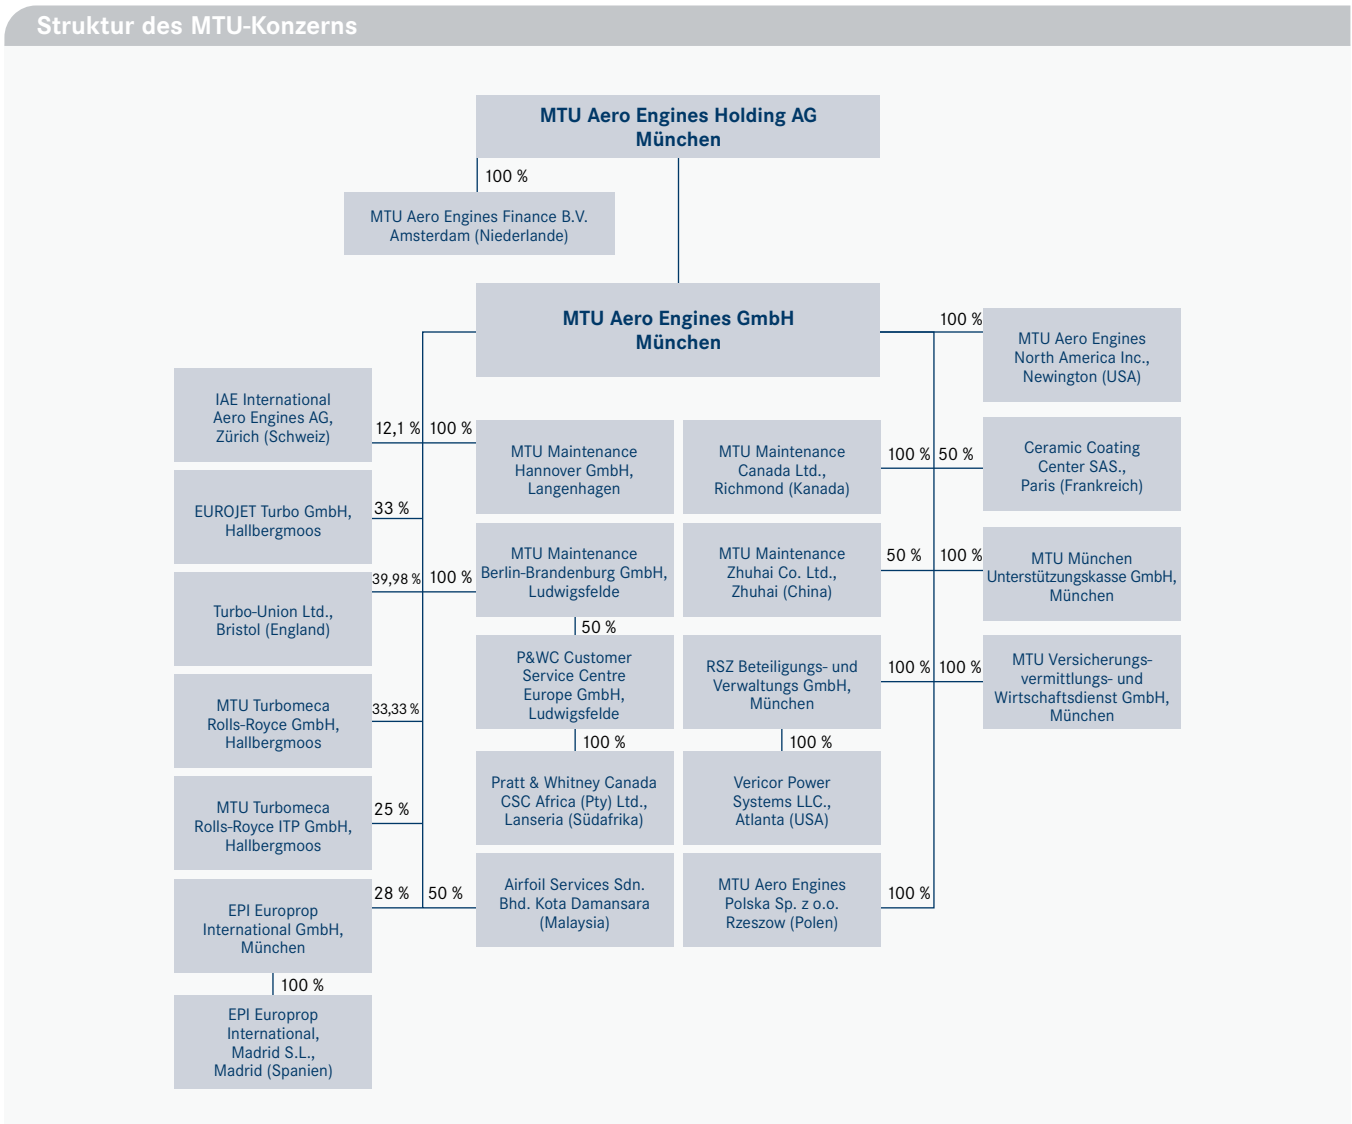 Struktur des MTU-Konzerns
MTU Aero Engines Holding AG
München
100 %
MTU Aero Engines Finance B.V.
Amsterdam (Niederlande)
MTU Aero Engines GmbH
München
100 %
MTU Aero Engines
North America Inc.,
Newington (USA)
IAE International
Aero Engines AG,
Zürich (Schweiz)
12,1 %
100 %
MTU Maintenance
Hannover GmbH,
Langenhagen
MTU Maintenance
Canada Ltd.,
Richmond (Kanada)
100 %
50 %
Ceramic Coating
Center SAS.,
Paris (Frankreich)
EUROJET Turbo GmbH,
Hallbergmoos
33 %
39,98 %
100 %
MTU Maintenance
Berlin-Brandenburg GmbH,
Ludwigsfelde
MTU Maintenance
Zhuhai Co. Ltd.,
Zhuhai (China)
50 %
100 %
MTU München
Unterstützungskasse GmbH,
München
Turbo-Union Ltd.,
Bristol (England)
50 %
P&WC Customer
Service Centre
Europe GmbH,
Ludwigsfelde
RSZ Beteiligungs- und
Verwaltungs GmbH,
München
100 %
100 %
MTU Versicherungs-
vermittlungs- und
Wirtschaftsdienst GmbH,
München
MTU Turbomeca
Rolls-Royce GmbH,
Hallbergmoos
33,33 %
100 %
100 %
Pratt & Whitney Canada
CSC Africa (Pty) Ltd.,
Lanseria (Südafrika)
Vericor Power
Systems LLC.,
Atlanta (USA)
MTU Turbomeca
Rolls-Royce ITP GmbH,
Hallbergmoos
25 %
28 %
50 %
Airfoil Services Sdn.
Bhd. Kota Damansara
(Malaysia)
MTU Aero Engines
Polska Sp. z o.o.
Rzeszow (Polen)
100 %
EPI Europrop
International GmbH,
München
100 %
EPI Europrop
International,
Madrid S.L.,
Madrid (Spanien)